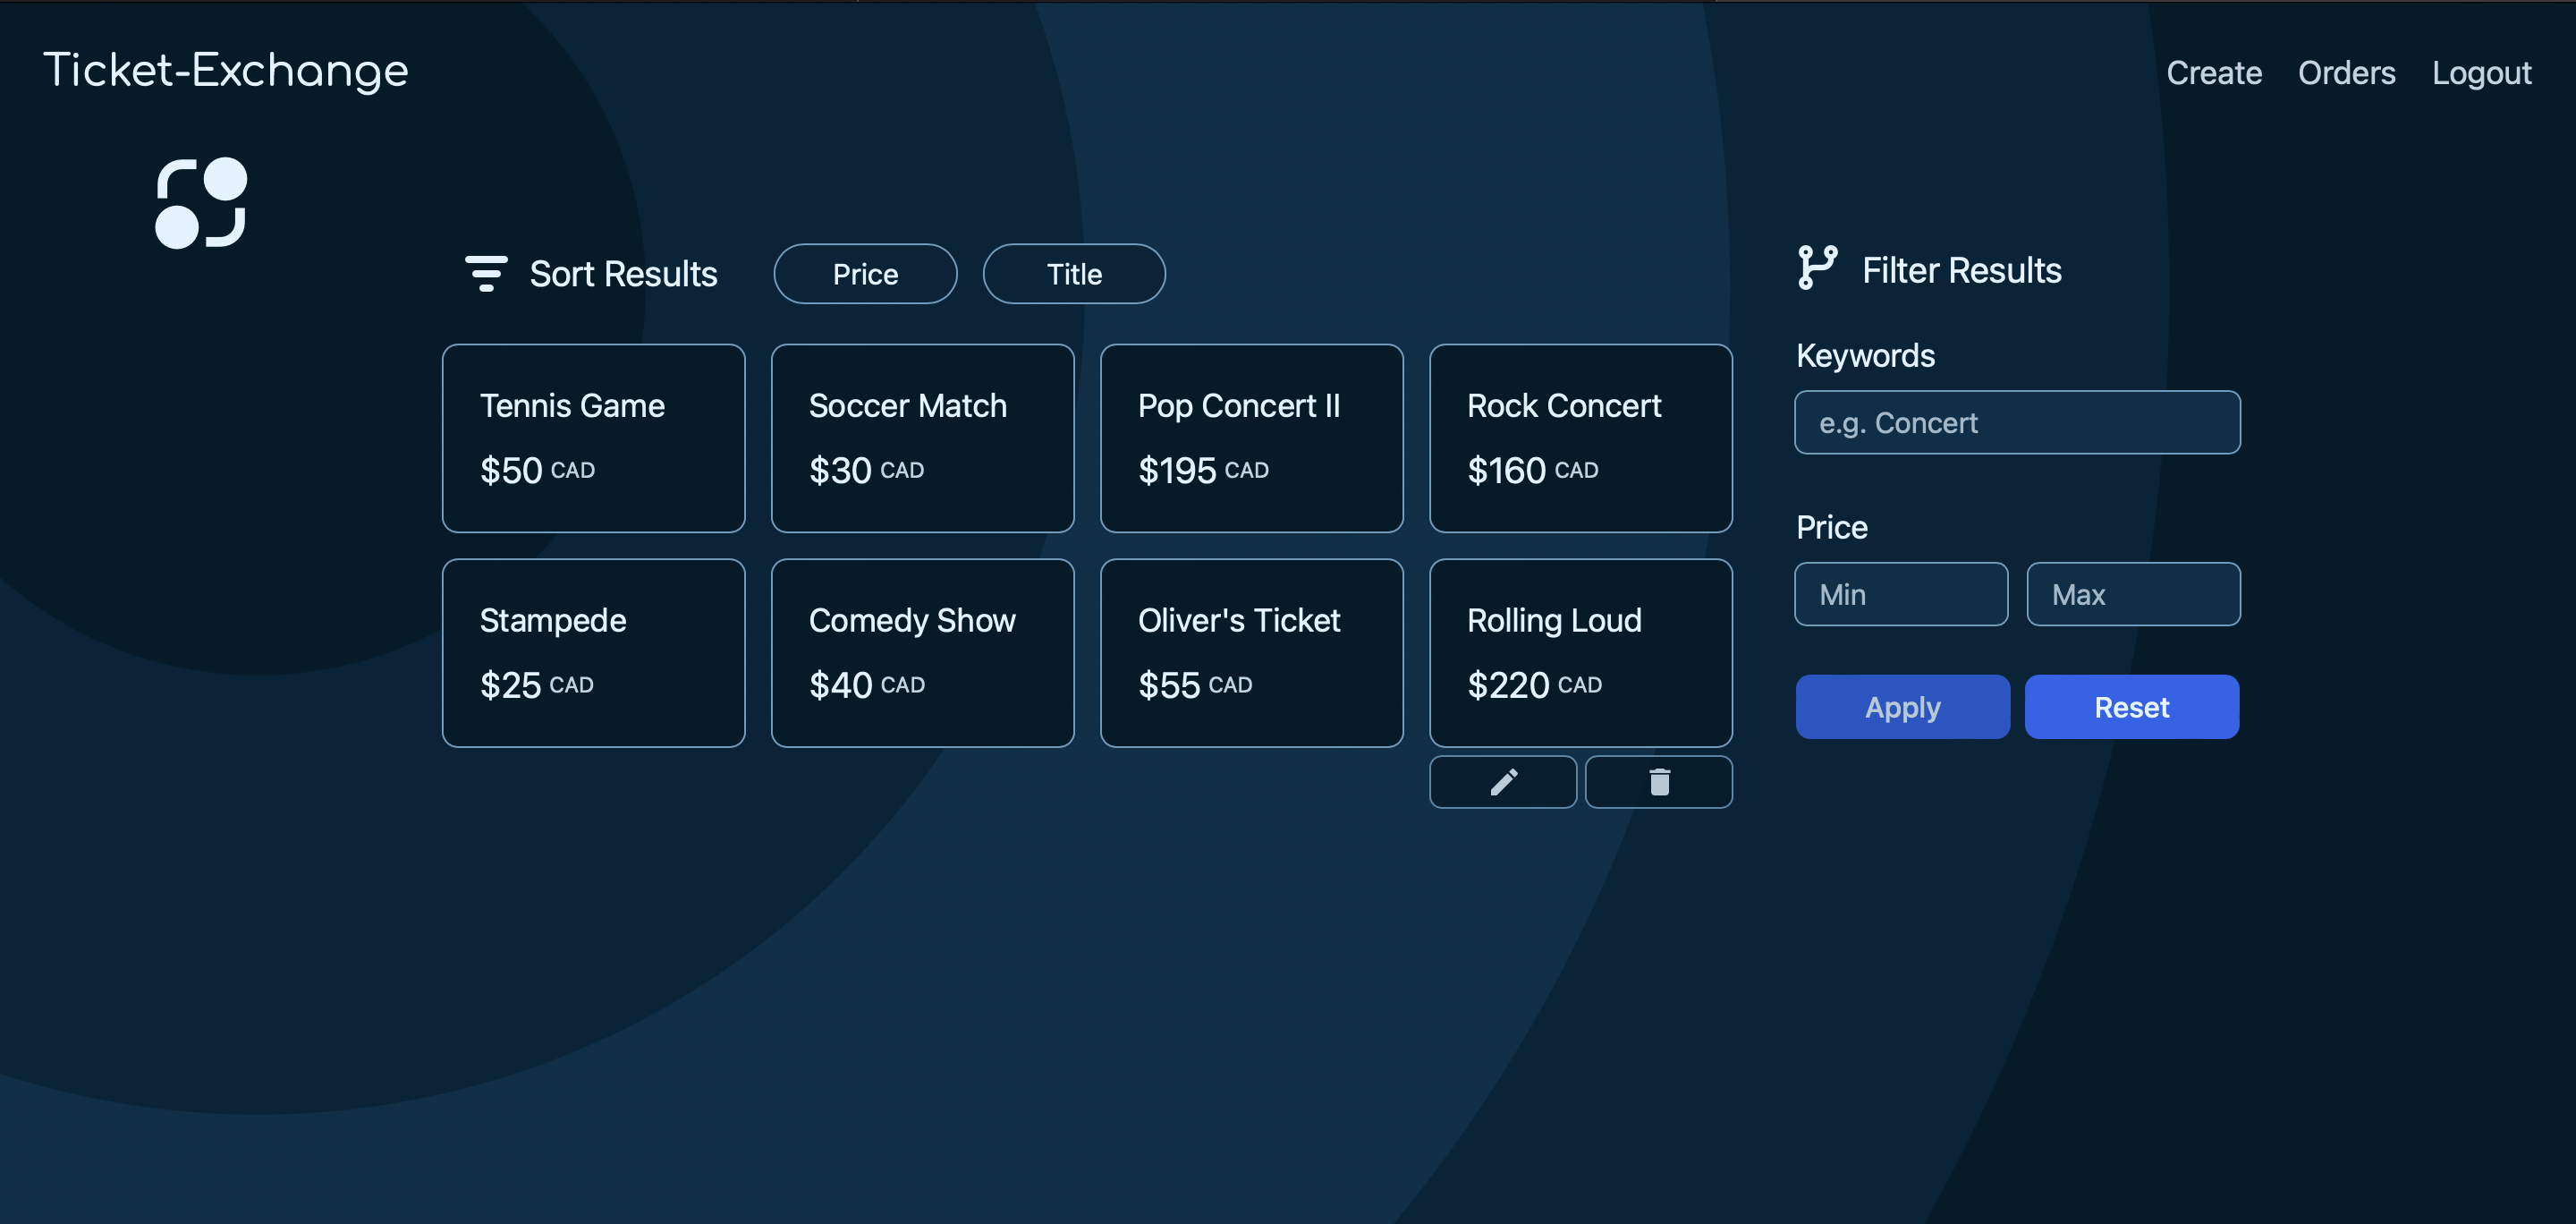 Ticket-Exchange
Create Orders Logout
Sort Results Price Title
Filter Results
Tennis Game
$50 CAD
Soccer Match
$30 CAD
Pop Concert II
$195 CAD
Rock Concert
$160 CAD
Stampede
$25 CAD
Comedy Show
$40 CAD
Oliver's Ticket
$55 CAD
Rolling Loud
$220 CAD
Keywords
e.g. Concert
Price
Min Max
Apply Reset